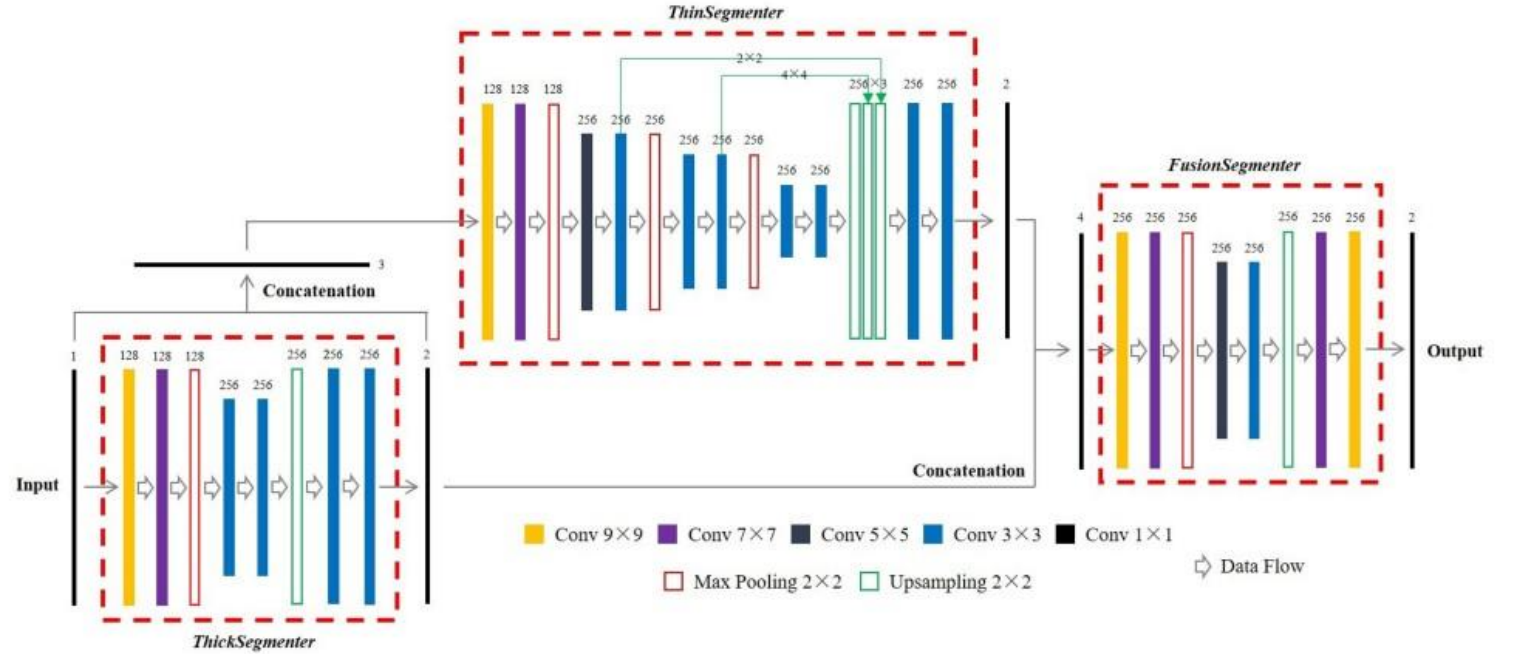 ThinSegmenter
2×2
4×4
128 128 128 256 256 256 256 256 256 256 256 256×3 256 256 2
FusionSegmenter
4 256 256 256 256 256 256 256 256 2
3
Concatenation
1 128 128 128 256 256 256 256 256 2
Input
Output
Concatenation
ThickSegmenter
Conv 9×9 Conv 7×7 Conv 5×5 Conv 3×3 Conv 1×1
Max Pooling 2×2 Upsampling 2×2
Data Flow